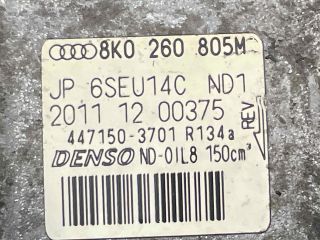 8K0 260 805M
JP 6SEU14C ND1
2011 12 00375
REV
447150-3701 R134a
DENSO ND-OIL8 150cm³